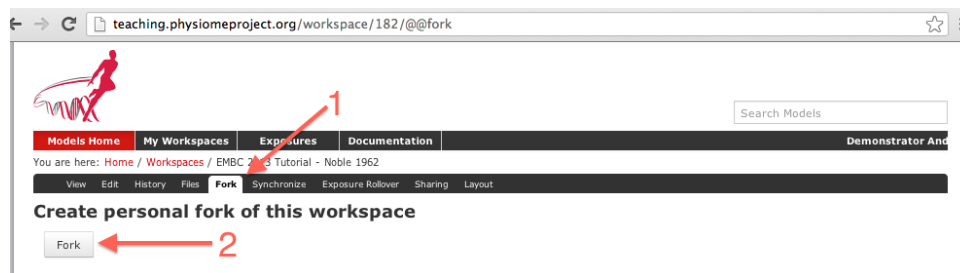 teaching.physiomeproject.org/workspace/182/@@fork
1
Search Models
Models Home My Workspaces Exposures Documentation Demonstrator And
You are here: Home / Workspaces / EMBC 2013 Tutorial - Noble 1962
View Edit History Files Fork Synchronize Exposure Rollover Sharing Layout
Create personal fork of this workspace
Fork 2